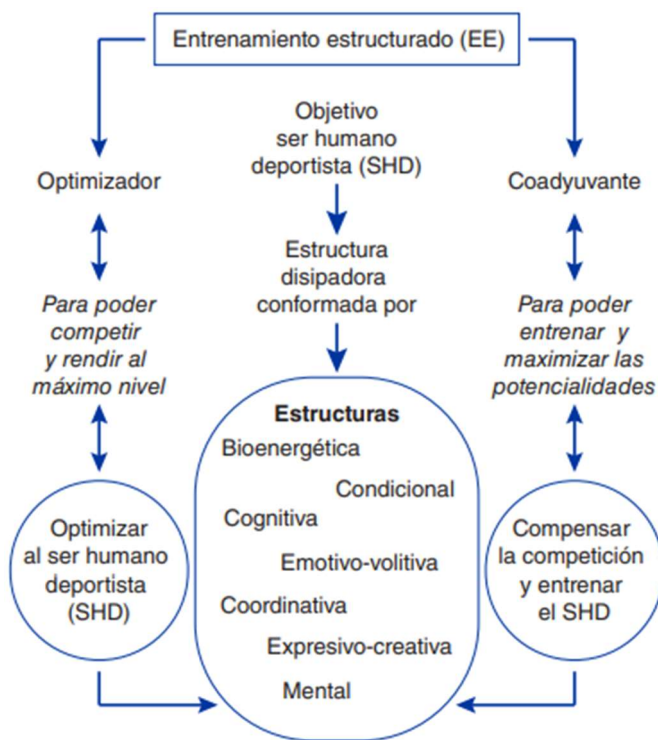 Entrenamiento estructurado (EE)
Optimizador
Para poder
competir
y rendir al
máximo nivel
Optimizar
al ser humano
deportista
(SHD)
Objetivo
ser humano
deportista (SHD)
Estructura
disipadora
conformada por
Estructuras
Bioenergética
Condicional
Cognitiva
Emotivo-volitiva
Coordinativa
Expresivo-creativa
Mental
Coadyuvante
Para poder
entrenar y
maximizar las
potencialidades
Compensar
la competición
y entrenar
el SHD